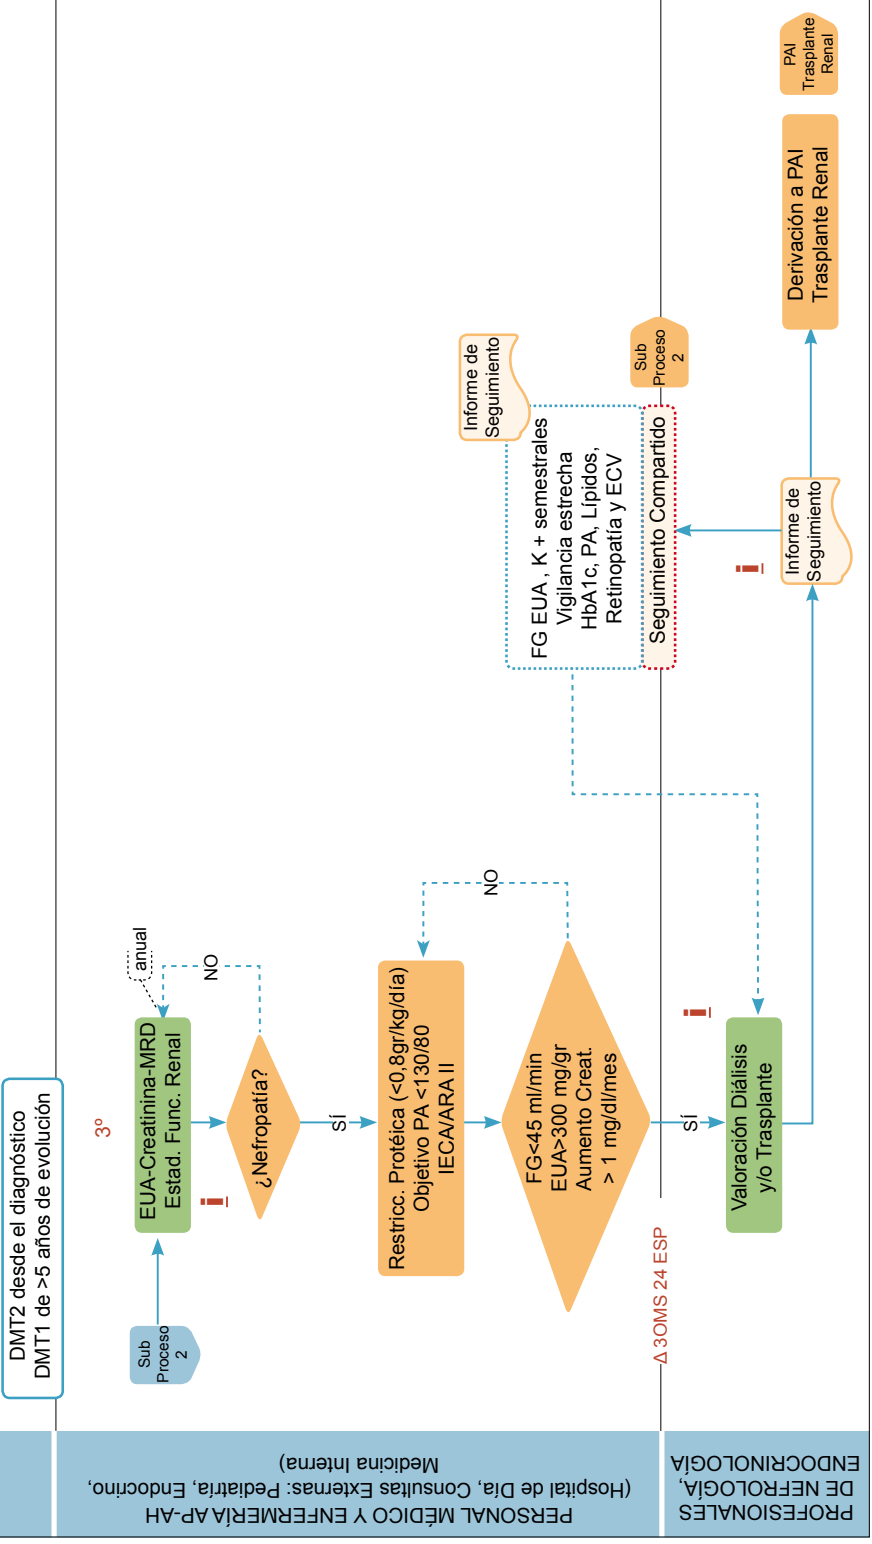 DMT2 desde el diagnóstico
DMT1 de >5 años de evolución
PERSONAL MÉDICO Y ENFERMERÍA AP-AH
(Hospital de Día, Consultas Externas: Pediatría, Endocrino,
Medicina Interna)
PROFESIONALES
DE NEFROLOGÍA,
ENDOCRINOLOGÍA
3º
Sub
Proceso
2
EUA-Creatinina-MRD
Estad. Func. Renal
anual
i
¿Nefropatía?
NO
SÍ
Restricc. Protéica (<0,8gr/kg/día)
Objetivo PA <130/80
IECA/ARA II
NO
FG<45 ml/min
EUA>300 mg/gr
Aumento Creat.
> 1 mg/dl/mes
Δ 3OMS 24 ESP
SÍ
i
Valoración Diálisis
y/o Trasplante
Informe de
Seguimiento
FG EUA, K + semestrales
Vigilancia estrecha
HbA1c, PA, Lípidos,
Retinopatía y ECV
Seguimiento Compartido
Sub
Proceso
2
i
Informe de
Seguimiento
Derivación a PAI
Trasplante Renal
PAI
Trasplante
Renal